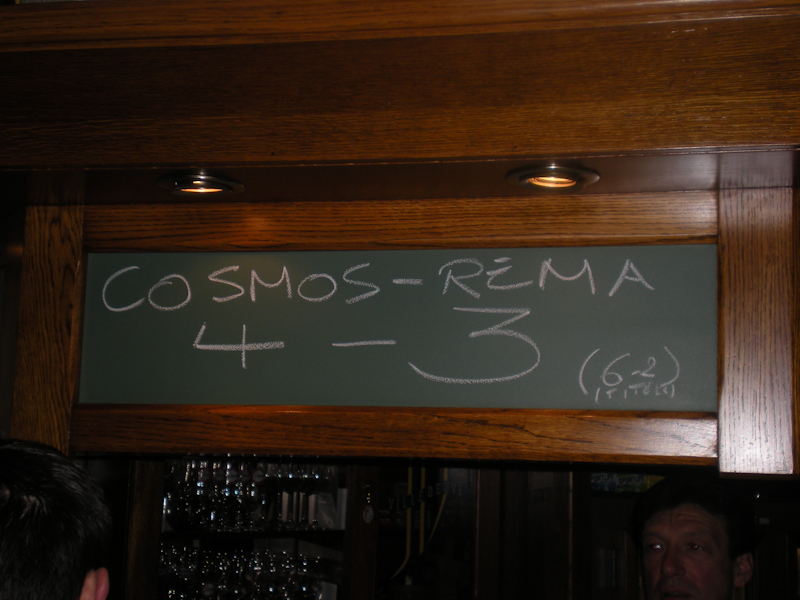 COSMOS - REMA
4 - 3
(6-2)